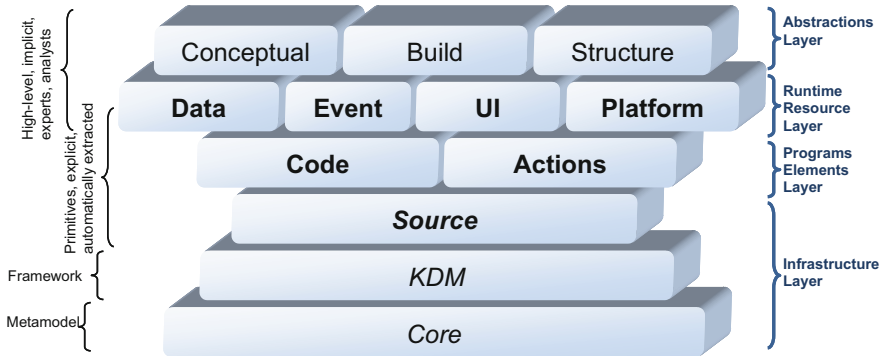 High-level, implicit,
experts, analysts
Primitives, explicit,
automatically extracted
Framework
Metamodel
Conceptual
Build
Structure
Data
Event
UI
Platform
Code
Actions
Source
KDM
Core
Abstractions
Layer
Runtime
Resource
Layer
Programs
Elements
Layer
Infrastructure
Layer